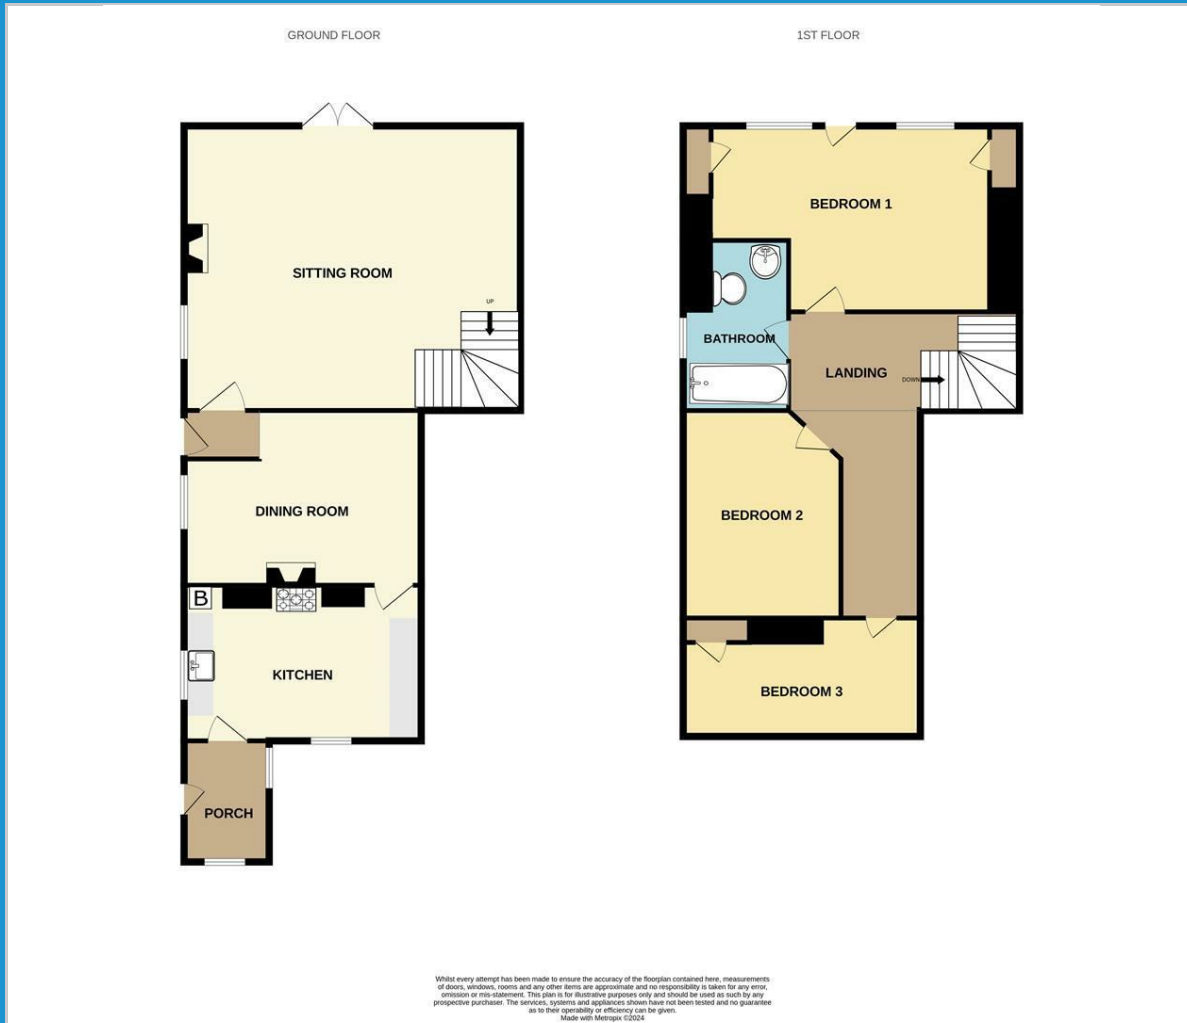 GROUND FLOOR
1ST FLOOR
SITTING ROOM
UP
DINING ROOM
B
KITCHEN
PORCH
BEDROOM 1
BATHROOM
LANDING
DOWN
BEDROOM 2
BEDROOM 3
Whilst every attempt has been made to ensure the accuracy of the floorplan contained here, measurements
of doors, windows, rooms and any other items are approximate and no responsibility is taken for any error,
omission or mis-statement. This plan is for illustrative purposes only and should be used as such by any
prospective purchaser. The services, systems and appliances shown have not been tested and no guarantee
as to their operability or efficiency can be given.
Made with Metropix ©2024